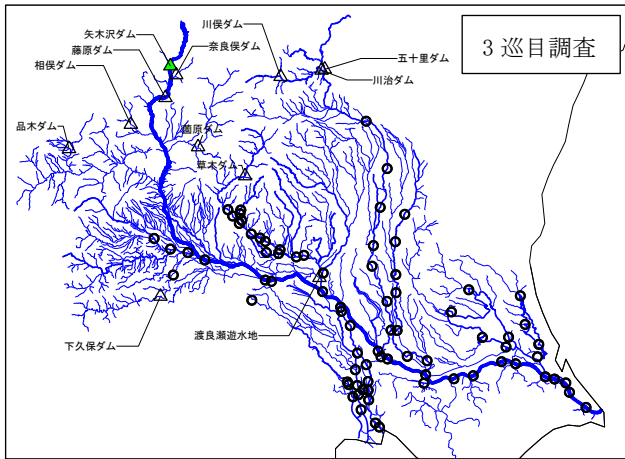 3 巡目調査
矢木沢ダム
奈良俣ダム
藤原ダム
相俣ダム
川俣ダム
五十里ダム
川治ダム
品木ダム
薗原ダム
草木ダム
渡良瀬遊水地
下久保ダム